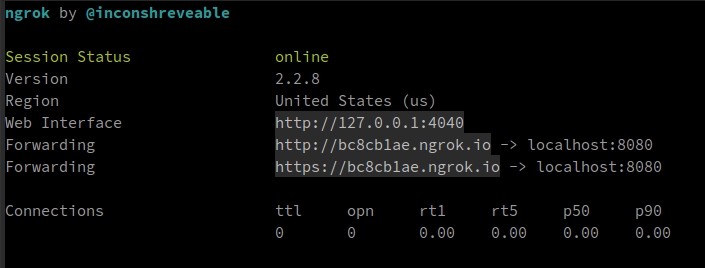 ngrok by @inconshreveable
Session Status online
Version 2.2.8
Region United States (us)
Web Interface http://127.0.0.1:4040
Forwarding http://bc8cb1ae.ngrok.io -> localhost:8080
Forwarding https://bc8cb1ae.ngrok.io -> localhost:8080
Connections ttl opn rt1 rt5 p50 p90
0 0 0.00 0.00 0.00 0.00